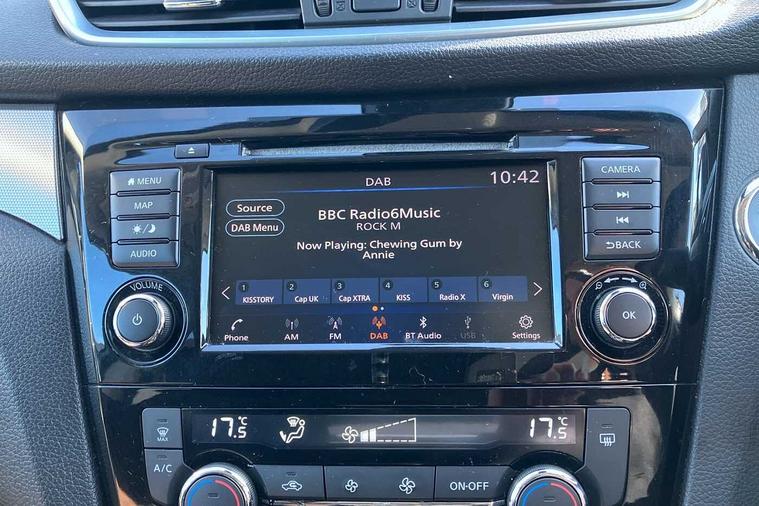 DAB
10:42
MENU
MAP
AUDIO
VOLUME
Source
DAB Menu
BBC Radio6Music
ROCK M
Now Playing: Chewing Gum by
Annie
1 KISSTORY
2 Cap UK
3 Cap XTRA
4 KISS
5 Radio X
6 Virgin
Phone
AM
FM
DAB
BT Audio
USB
Settings
CAMERA
BACK
OK
17.5°C
17.5°C
MAX
A/C
ON·OFF